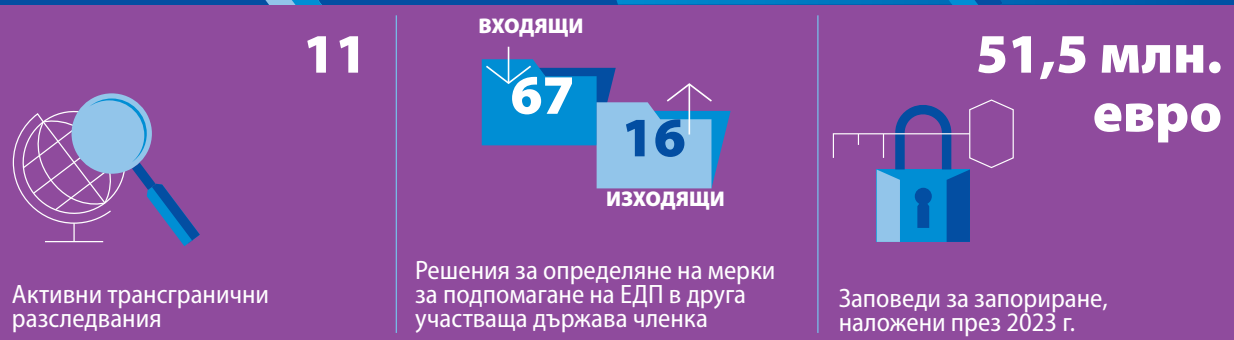 11
Активни трансгранични
разследвания
ВХОДЯЩИ
67
16
ИЗХОДЯЩИ
Решения за определяне на мерки
за подпомагане на ЕДП в друга
участваща държава членка
51,5 млн.
евро
Заповеди за запориране,
наложени през 2023 г.